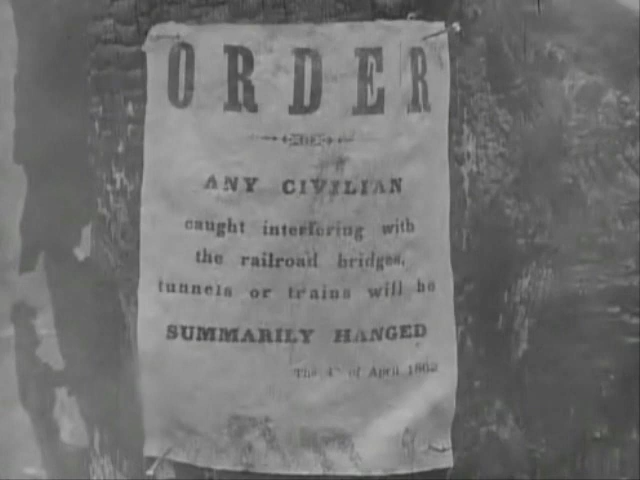 ORDER
ANY CIVILIAN
caught interfering with
the railroad bridges,
tunnels or trains will be
SUMMARILY HANGED
The 4th of April 1862